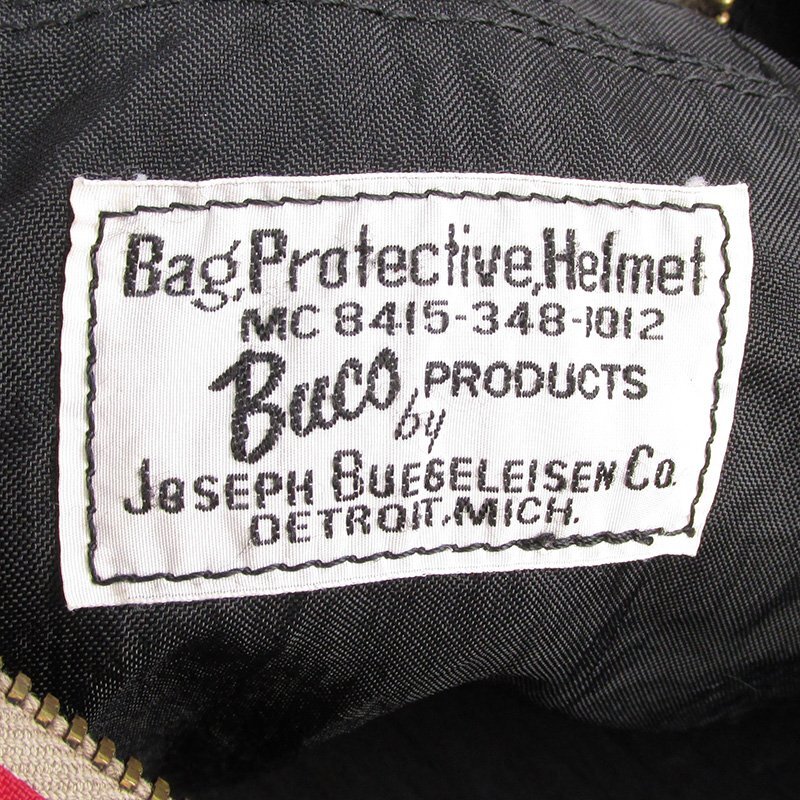 Bag, Protective, Helmet
MC 8415-348-1012
Buco PRODUCTS
by
JOSEPH BUEGELEISEN CO.
DETROIT, MICH.